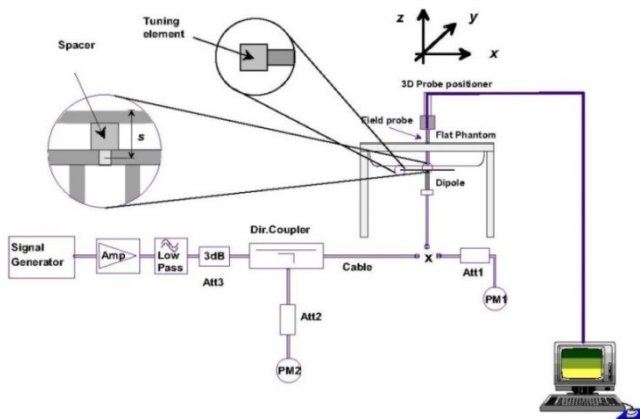 Tuning
element
Spacer
s
z
y
x
3D Probe positioner
Field probe
Flat Phantom
Dipole
Signal
Generator
Amp
Low
Pass
3dB
Att3
Dir.Coupler
Cable
x
Att1
PM1
Att2
PM2